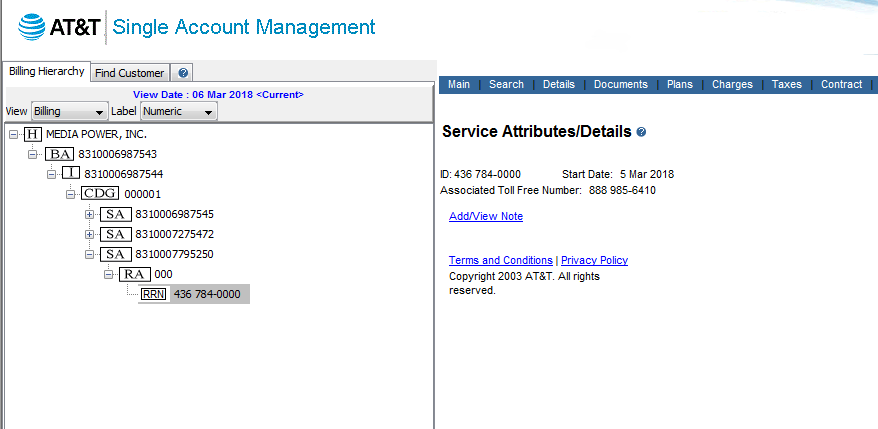 AT&T Single Account Management
Billing Hierarchy Find Customer ?
View Date : 06 Mar 2018 <Current>
View Billing Label Numeric
H MEDIA POWER, INC.
BA 8310006987543
I 8310006987544
CDG 000001
SA 8310006987545
SA 8310007275472
SA 8310007795250
RA 000
RRN 436 784-0000
Main | Search | Details | Documents | Plans | Charges | Taxes | Contract |
Service Attributes/Details ?
ID: 436 784-0000 Start Date: 5 Mar 2018
Associated Toll Free Number: 888 985-6410
Add/View Note
Terms and Conditions | Privacy Policy
Copyright 2003 AT&T. All rights
reserved.